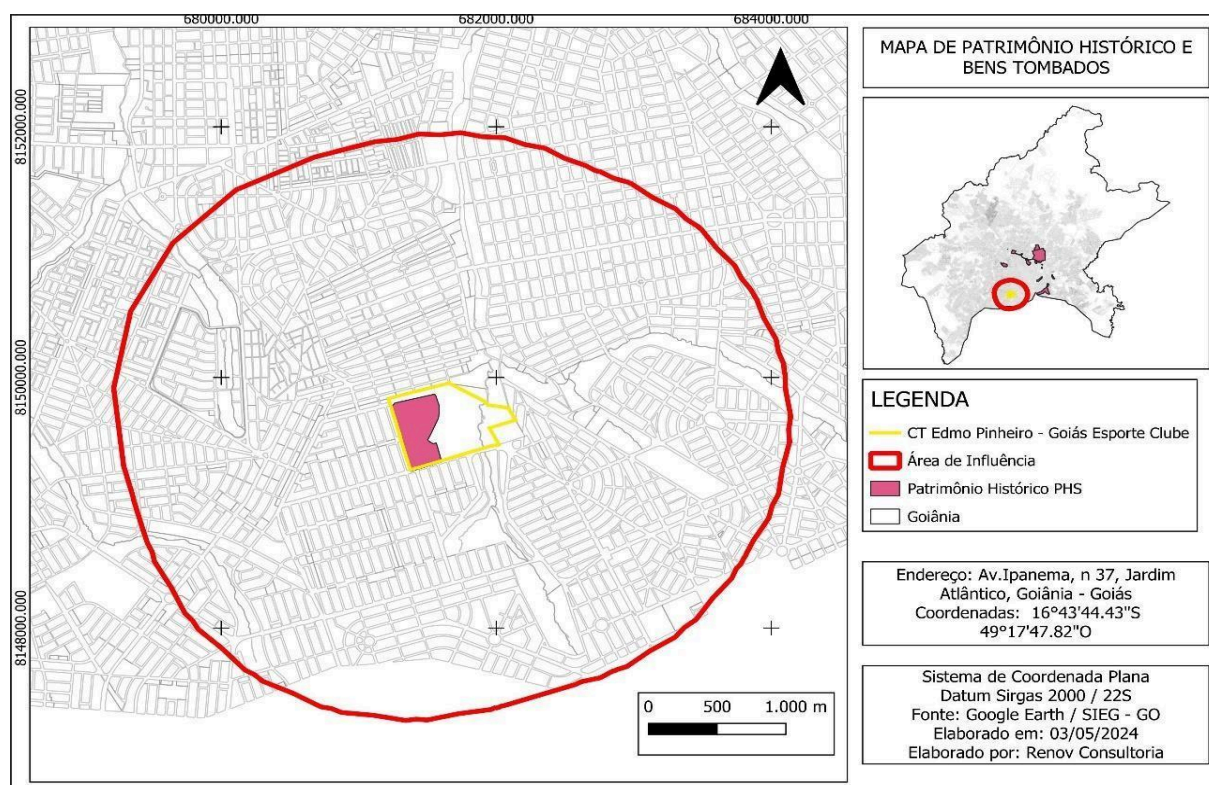 680000.000
682000.000
684000.000
8152000.000
8150000.000
8148000.000
0
500
1.000 m
MAPA DE PATRIMÔNIO HISTÓRICO E
BENS TOMBADOS
LEGENDA
CT Edmo Pinheiro - Goiás Esporte Clube
Área de Influência
Patrimônio Histórico PHS
Goiânia
Endereço: Av.Ipanema, n 37, Jardim
Atlântico, Goiânia - Goiás
Coordenadas: 16°43'44.43"S
49°17'47.82"O
Sistema de Coordenada Plana
Datum Sirgas 2000 / 22S
Fonte: Google Earth / SIEG - GO
Elaborado em: 03/05/2024
Elaborado por: Renov Consultoria